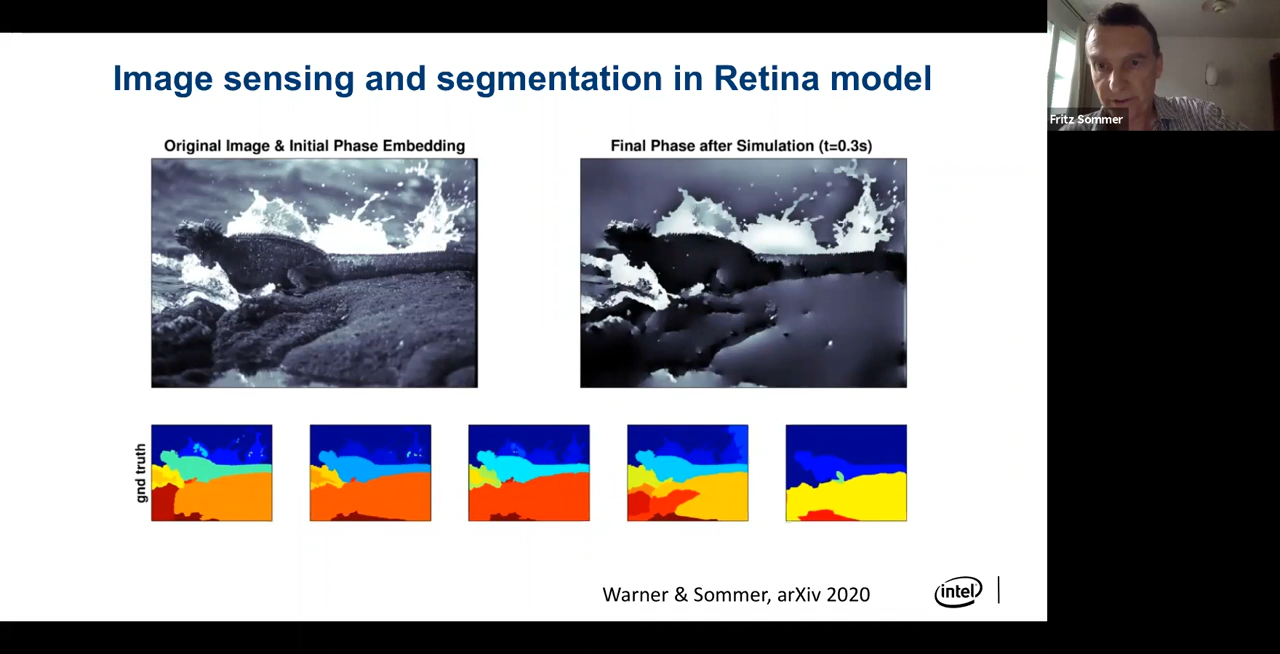 Image sensing and segmentation in Retina model
Fritz Sommer
Original Image & Initial Phase Embedding
Final Phase after Simulation (t=0.3s)
gnd truth
Warner & Sommer, arXiv 2020
intel